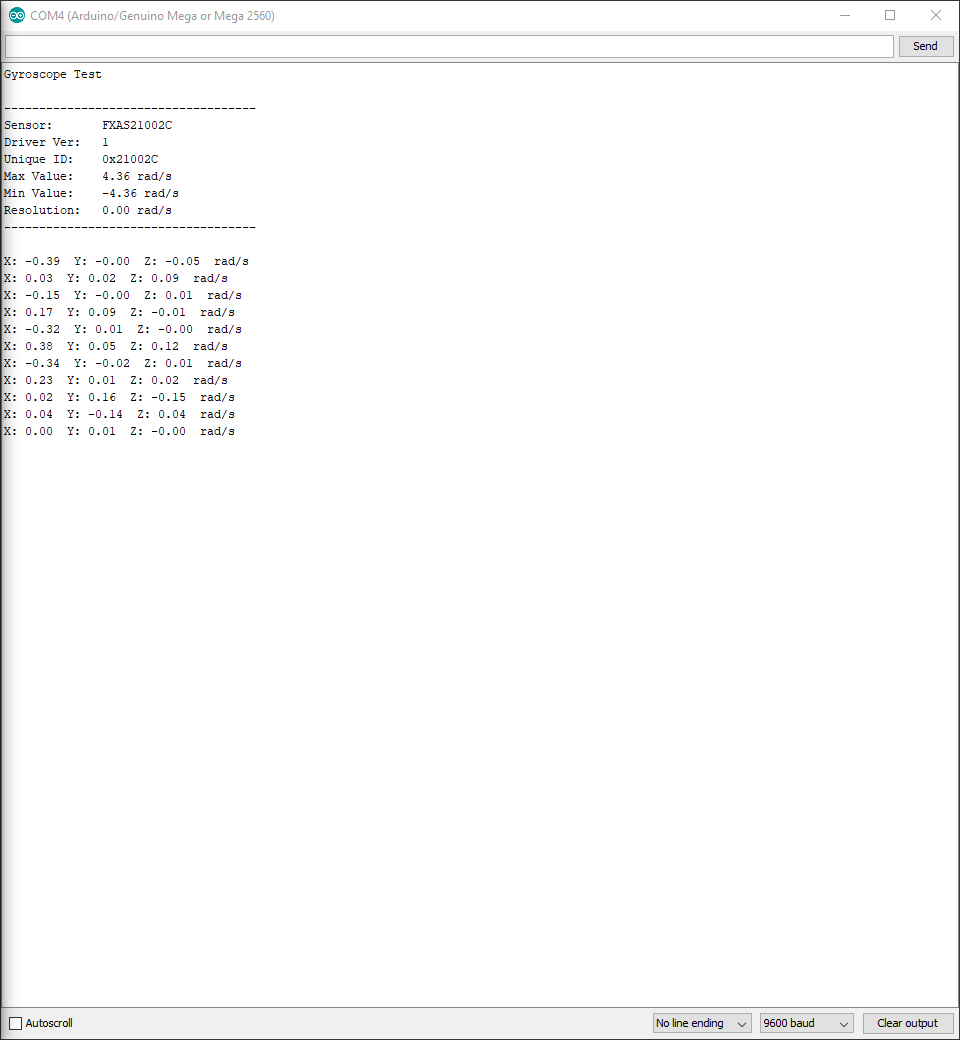 COM4 (Arduino/Genuino Mega or Mega 2560)
Send
Gyroscope Test
------------------------------------
Sensor:       FXAS21002C
Driver Ver:   1
Unique ID:    0x21002C
Max Value:    4.36 rad/s
Min Value:    -4.36 rad/s
Resolution:   0.00 rad/s
------------------------------------
X: -0.39  Y: -0.00  Z: -0.05  rad/s
X: 0.03  Y: 0.02  Z: 0.09  rad/s
X: -0.15  Y: -0.00  Z: 0.01  rad/s
X: 0.17  Y: 0.09  Z: -0.01  rad/s
X: -0.32  Y: 0.01  Z: -0.00  rad/s
X: 0.38  Y: 0.05  Z: 0.12  rad/s
X: -0.34  Y: -0.02  Z: 0.01  rad/s
X: 0.23  Y: 0.01  Z: 0.02  rad/s
X: 0.02  Y: 0.16  Z: -0.15  rad/s
X: 0.04  Y: -0.14  Z: 0.04  rad/s
X: 0.00  Y: 0.01  Z: -0.00  rad/s
Autoscroll
No line ending
9600 baud
Clear output